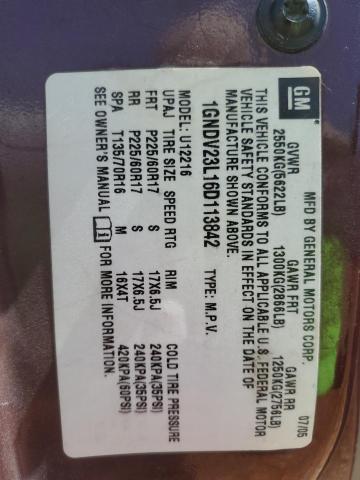 GM
MFD BY GENERAL MOTORS CORP. 07/05
GVWR GAWR FRT GAWR RR
2550KG(5622LB) 1300KG(2866LB) 1250KG(2756LB)
THIS VEHICLE CONFORMS TO ALL APPLICABLE U.S. FEDERAL MOTOR
VEHICLE SAFETY STANDARDS IN EFFECT ON THE DATE OF
MANUFACTURE SHOWN ABOVE.
1GNDV23L16D113842 TYPE: M.P.V.
MODEL: U12216
UPAJ TIRE SIZE SPEED RTG RIM COLD TIRE PRESSURE
FRT P225/60R17 S 17X6.5J 240KPA(35PSI)
RR P225/60R17 S 17X6.5J 240KPA(35PSI)
SPA T135/70R16 M 16X4T 420KPA(60PSI)
SEE OWNER'S MANUAL FOR MORE INFORMATION.